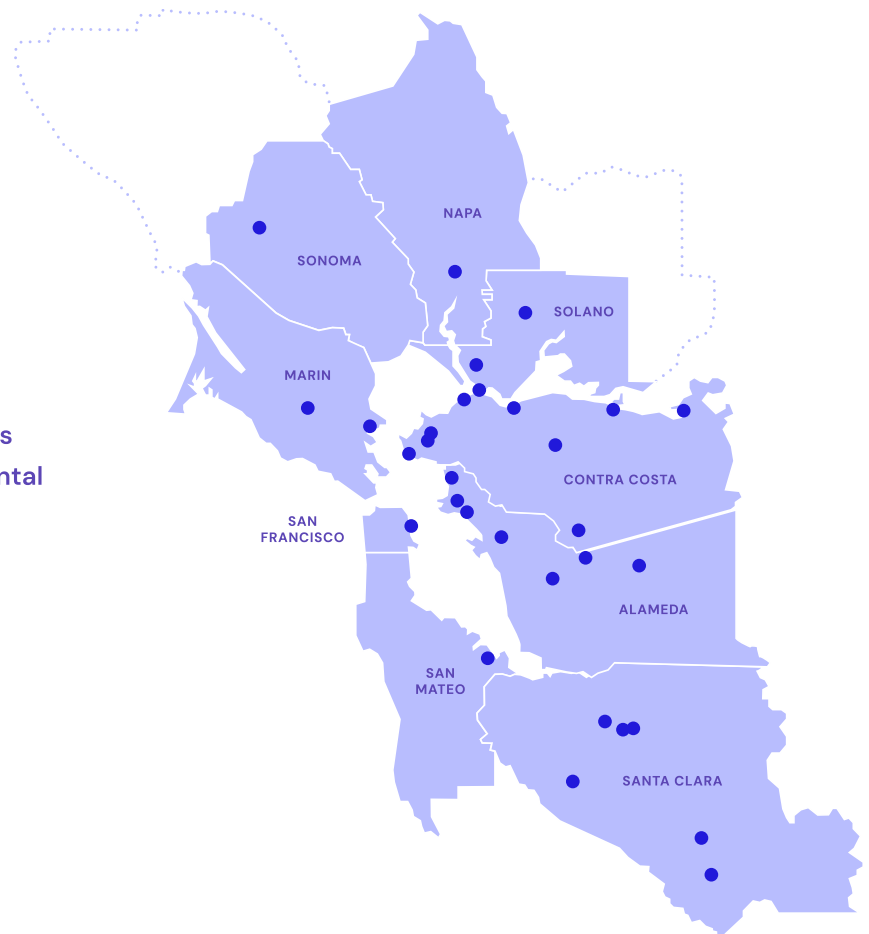 NAPA
SONOMA
SOLANO
MARIN
s
ntal
CONTRA COSTA
SAN
FRANCISCO
ALAMEDA
SAN
MATEO
SANTA CLARA